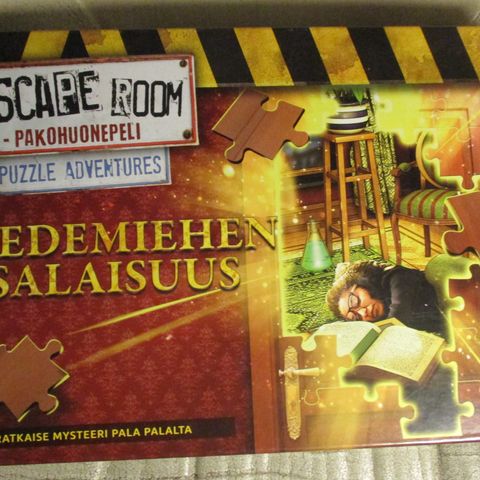 SCAPE ROOM
- PAKOHUONEPELI
PUZZLE ADVENTURES
EDEMIEHEN
SALAISUUS
RATKAISE MYSTEERI PALA PALALTA